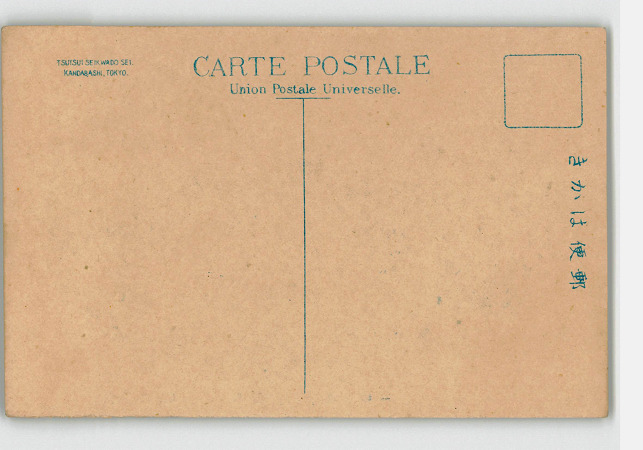 TSUTSUI SEIKWADO SEI.
KANDABASHI, TOKYO.
CARTE POSTALE
Union Postale Universelle.
きかは便郵